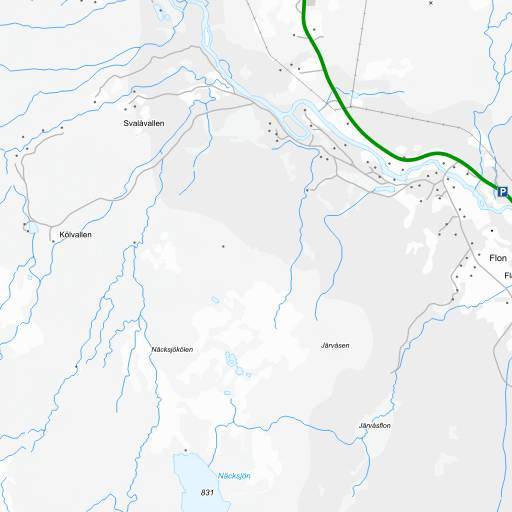 Svalåvallen
P
Kölvallen
Flon
Fl
Näcksjökölen
Järvåsen
Järvåsflon
Näcksjön
831